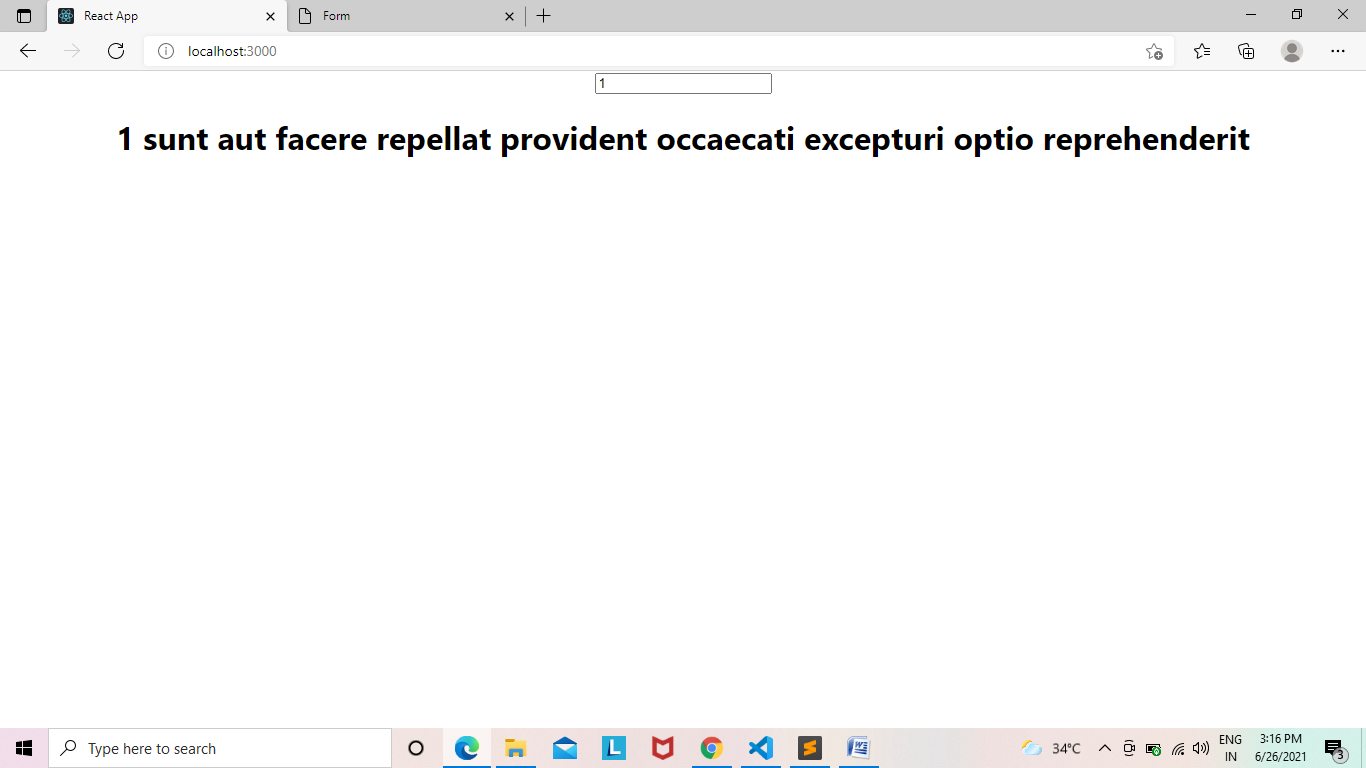 React App
Form
localhost:3000
1
1 sunt aut facere repellat provident occaecati excepturi optio reprehenderit
Type here to search
L
W
34°C
ENG
IN
3:16 PM
6/26/2021
3